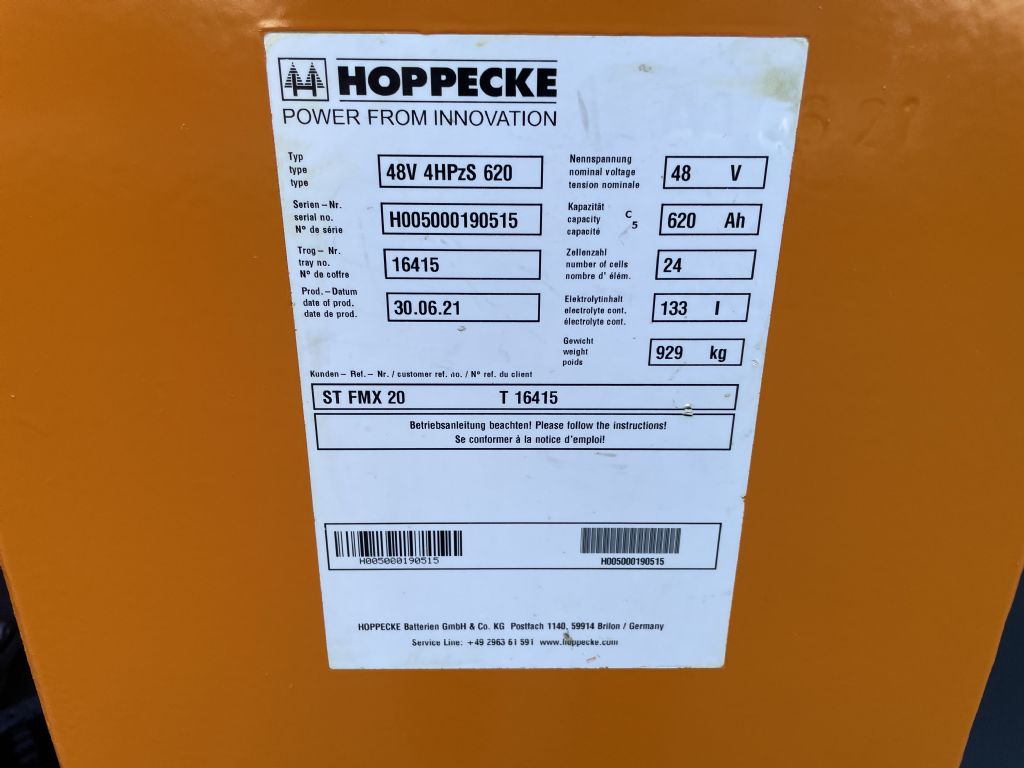 HOPPECKE
POWER FROM INNOVATION
Typ
type
type
48V 4HPzS 620
Nennspannung
nominal voltage
tension nominale
48 V
Serien – Nr.
serial no.
N° de série
H005000190515
Kapazität
capacity
capacité
C5
620 Ah
Trog – Nr.
tray no.
N° de coffre
16415
Zellenzahl
number of cells
nombre d' élém.
24
Prod. – Datum
date of prod.
date de prod.
30.06.21
Elektrolytinhalt
electrolyte cont.
électrolyte cont.
133 l
Gewicht
weight
poids
929 kg
Kunden – Ref. – Nr. / customer ref. no. / N° ref. du client
ST FMX 20 T 16415
Betriebsanleitung beachten! Please follow the instructions!
Se conformer à la notice d'emploi!
H005000190515
H005000190515
HOPPECKE Batterien GmbH & Co. KG Postfach 1140, 59914 Brilon / Germany
Service Line: +49 2963 61 591 www.hoppecke.com